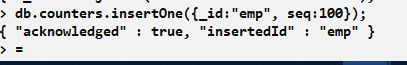 > db.counters.insertOne({_id:"emp", seq:100});
{ "acknowledged" : true, "insertedId" : "emp" }
> =